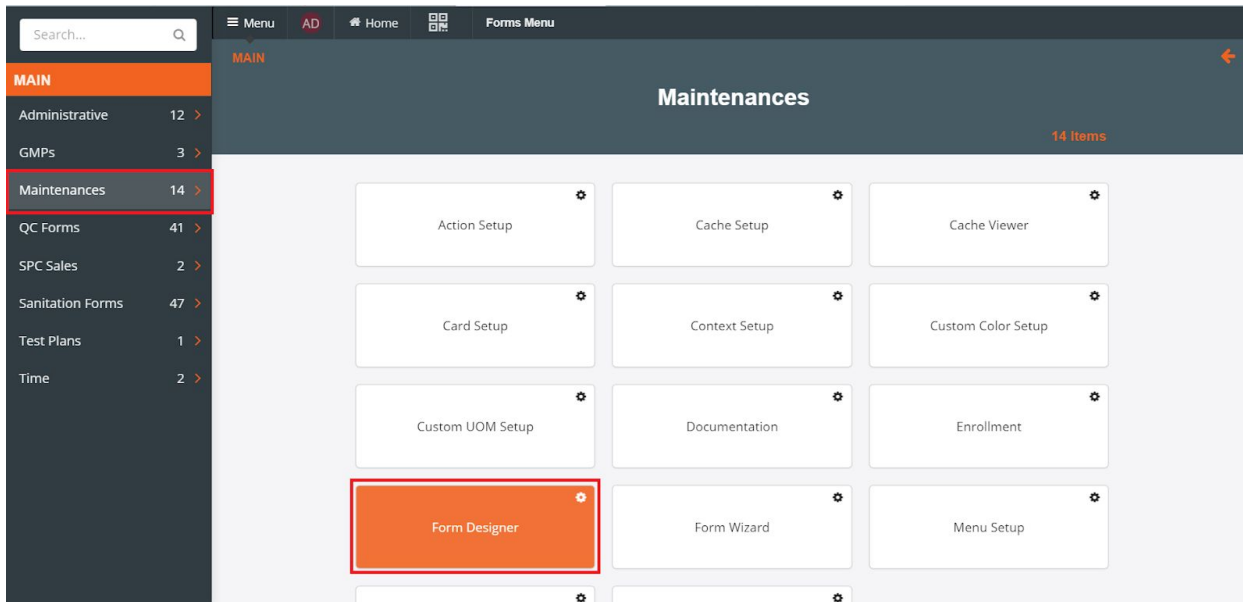 Search...
Menu AD Home Forms Menu
MAIN
MAIN
Maintenances
14 Items
Administrative 12
GMPs 3
Maintenances 14
QC Forms 41
SPC Sales 2
Sanitation Forms 47
Test Plans 1
Time 2
Action Setup Cache Setup Cache Viewer
Card Setup Context Setup Custom Color Setup
Custom UOM Setup Documentation Enrollment
Form Designer Form Wizard Menu Setup